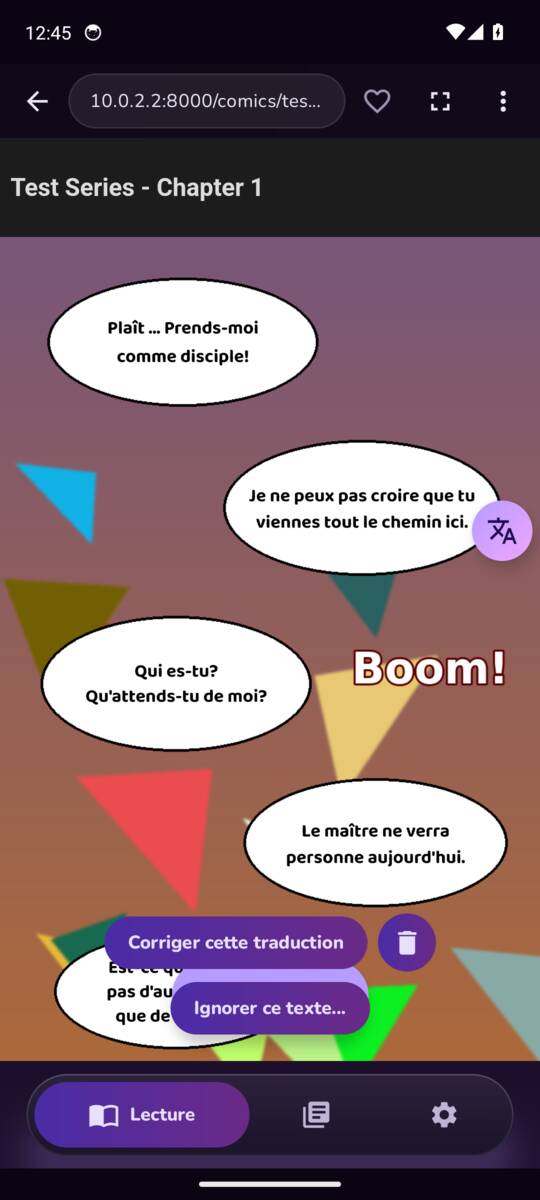 12:45
10.0.2.2:8000/comics/tes...
Test Series - Chapter 1
Plaît ... Prends-moi
comme disciple!
Je ne peux pas croire que tu
viennes tout le chemin ici.
Qui es-tu?
Qu'attends-tu de moi?
Boom!
Le maître ne verra
personne aujourd'hui.
Corriger cette traduction
pas d'au
que de
Ignorer ce texte...
Lecture